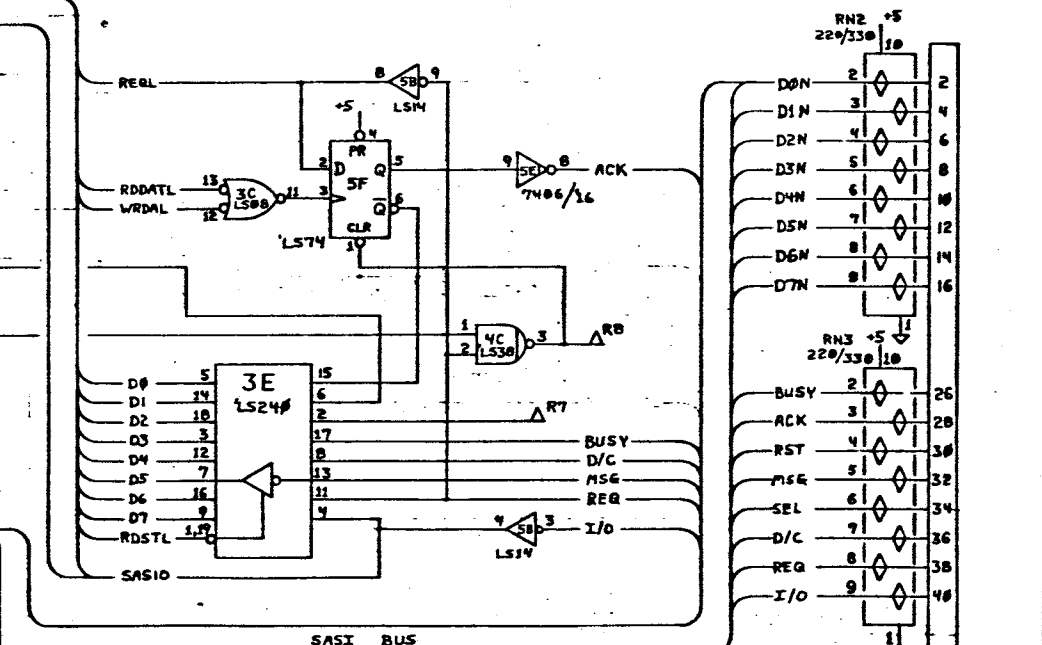 RN2 +5
220/330 10
REQL 8 5B 9 LS14
+5
4
PR
2 D Q 5
5F
3
Q 6
CLR
1
'LS74
RDDATL 13
WRDAL 12
3C 11
LS08
9 5E 8 ACK
7406/16
D0N 2 2
D1N 3 4
D2N 4 6
D3N 5 8
D4N 6 10
D5N 7 12
D6N 8 14
D7N 9 16
1
1 4C 3 R8
2 LS38
RN3 +5
220/330 10
3E
'LS240
D0 5 15
D1 14 6
D2 18 2 R7
D3 3 17 BUSY
D4 12 8 D/C
D5 7 13 MSG
D6 16 11 REQ
D7 9 4
RDSTL 1,19
4 5B 3 I/O
LS14
SASIO
BUSY 2 26
ACK 3 28
RST 4 30
MSG 5 32
SEL 6 34
D/C 7 36
REQ 8 38
I/O 9 40
1
SASI BUS